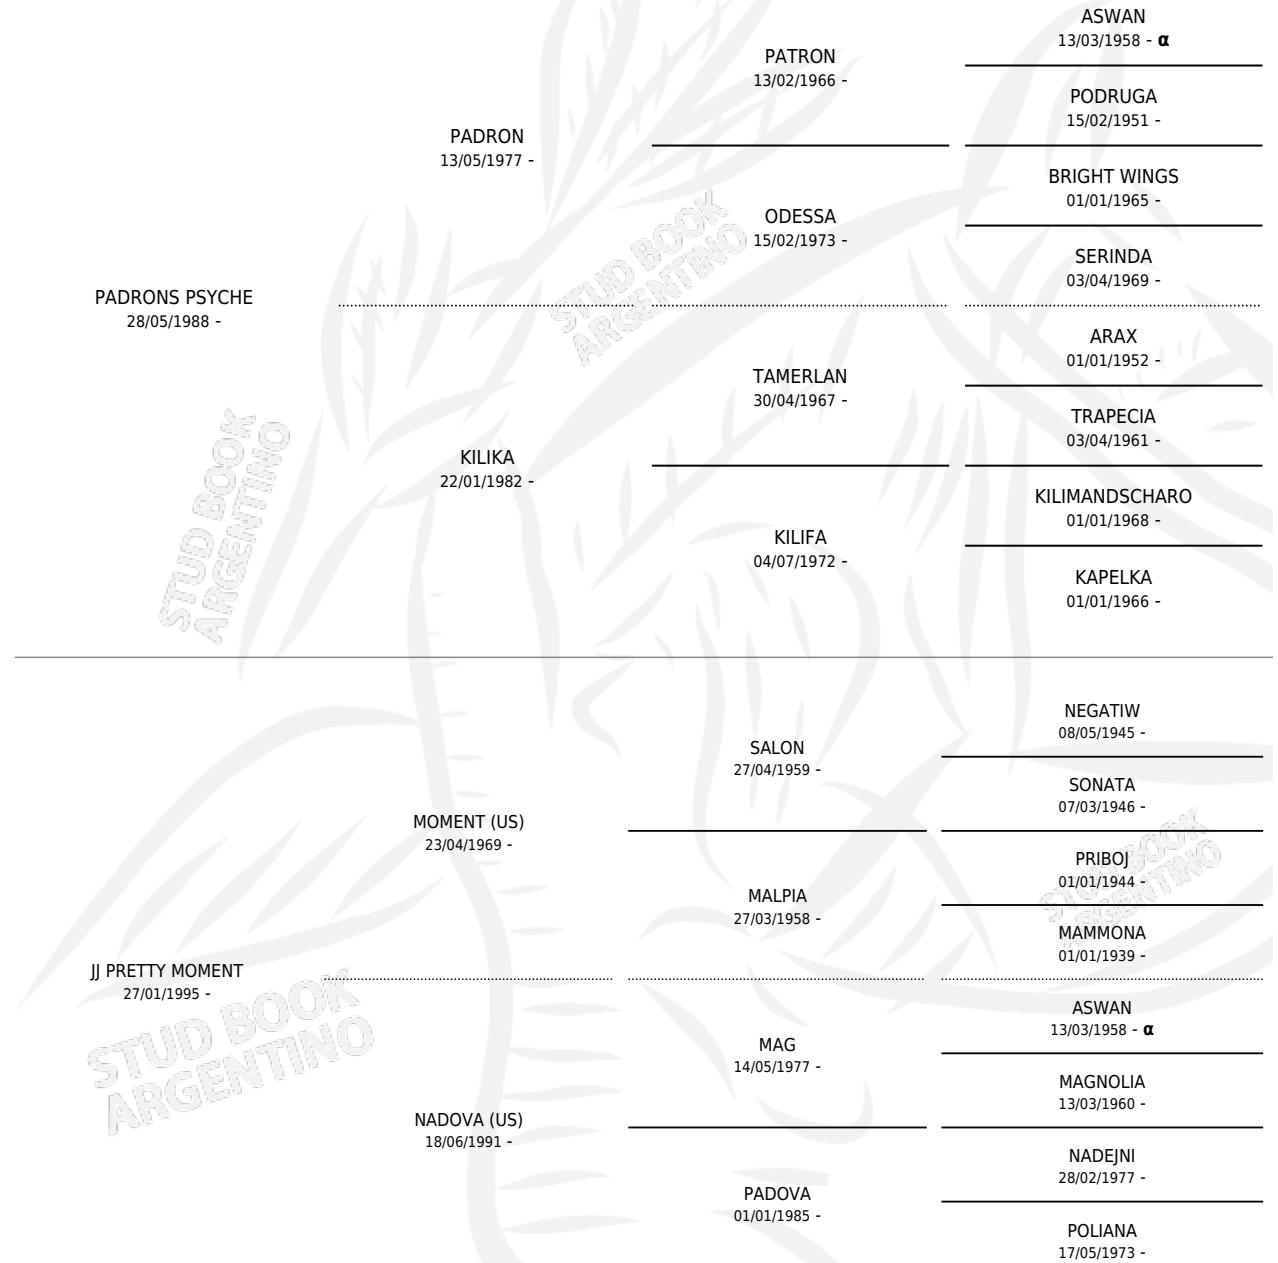 ASWAN
13/03/1958 - α
PATRON
13/02/1966 -
PODRUGA
15/02/1951 -
PADRON
13/05/1977 -
BRIGHT WINGS
01/01/1965 -
ODESSA
15/02/1973 -
SERINDA
03/04/1969 -
PADRONS PSYCHE
28/05/1988 -
ARAX
01/01/1952 -
TAMERLAN
30/04/1967 -
TRAPECIA
03/04/1961 -
KILIKA
22/01/1982 -
KILIMANDSCHARO
01/01/1968 -
KILIFA
04/07/1972 -
KAPELKA
01/01/1966 -
NEGATIW
08/05/1945 -
SALON
27/04/1959 -
SONATA
07/03/1946 -
MOMENT (US)
23/04/1969 -
PRIBOJ
01/01/1944 -
MALPIA
27/03/1958 -
MAMMONA
01/01/1939 -
JJ PRETTY MOMENT
27/01/1995 -
ASWAN
13/03/1958 - α
MAG
14/05/1977 -
MAGNOLIA
13/03/1960 -
NADOVA (US)
18/06/1991 -
NADEJNI
28/02/1977 -
PADOVA
01/01/1985 -
POLIANA
17/05/1973 -
STUD BOOK
ARGENTINO
STUD BOOK
ARGENTINO
STUD BOOK
ARGENTINO
STUD BOOK
ARGENTINO